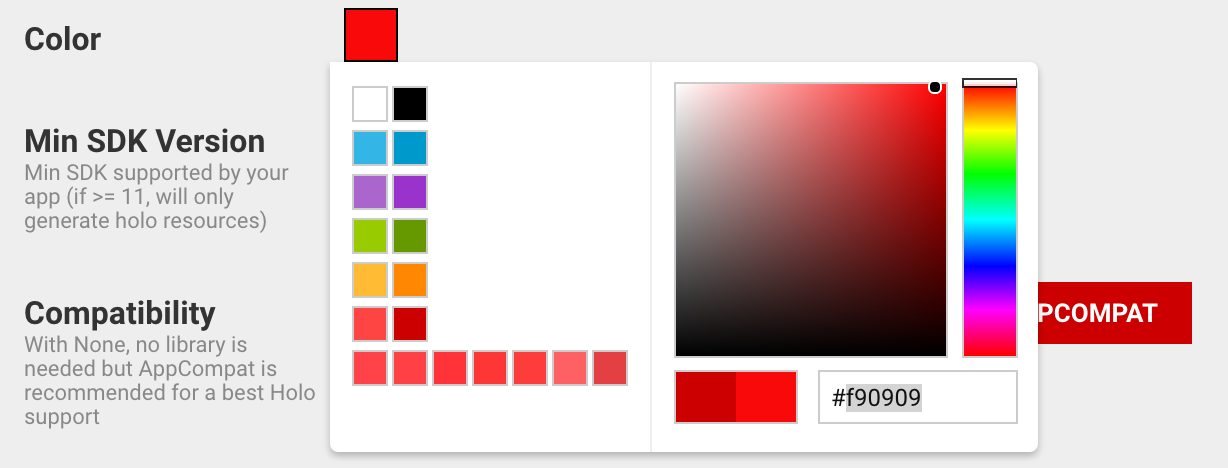 Color
Min SDK Version
Min SDK supported by your
app (if >= 11, will only
generate holo resources)
Compatibility
With None, no library is
needed but AppCompat is
recommended for a best Holo
support
PCOMPAT
#f90909